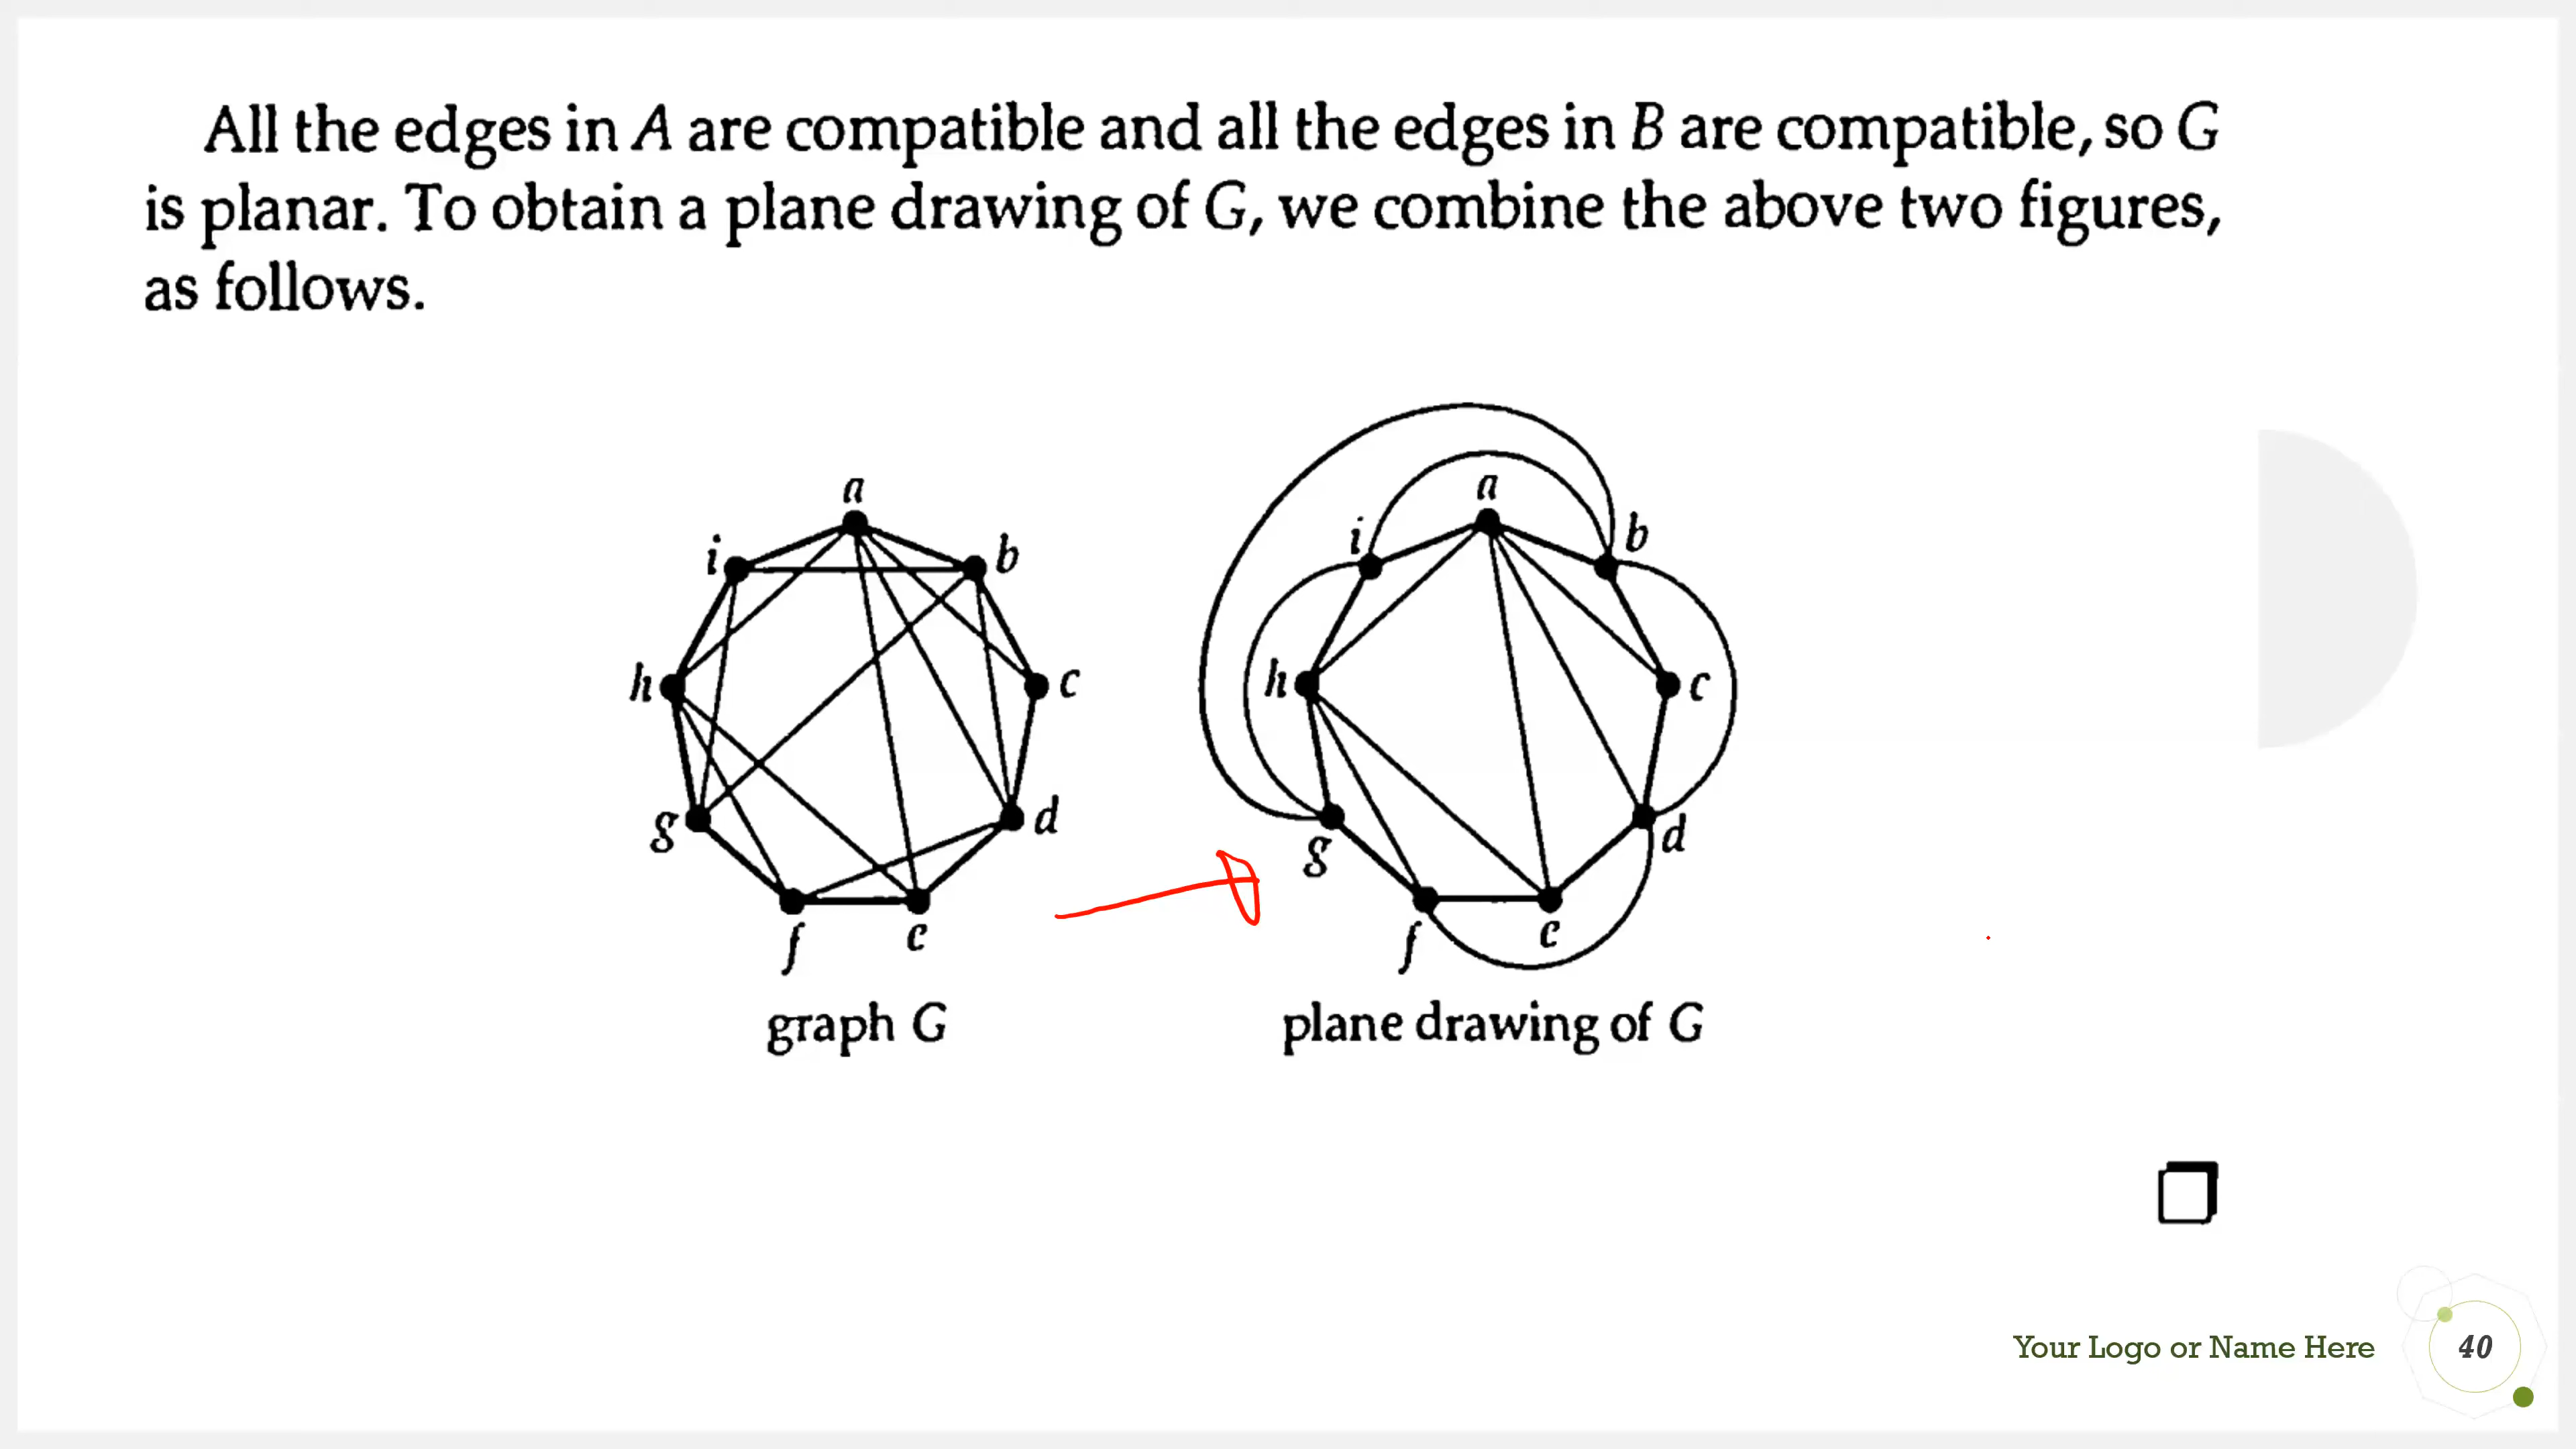 All the edges in A are compatible and all the edges in B are compatible, so G
is planar. To obtain a plane drawing of G, we combine the above two figures,
as follows.
a
i
b
h
c
g
d
f
e
graph G
a
i
b
h
c
g
d
f
e
plane drawing of G
Your Logo or Name Here
40